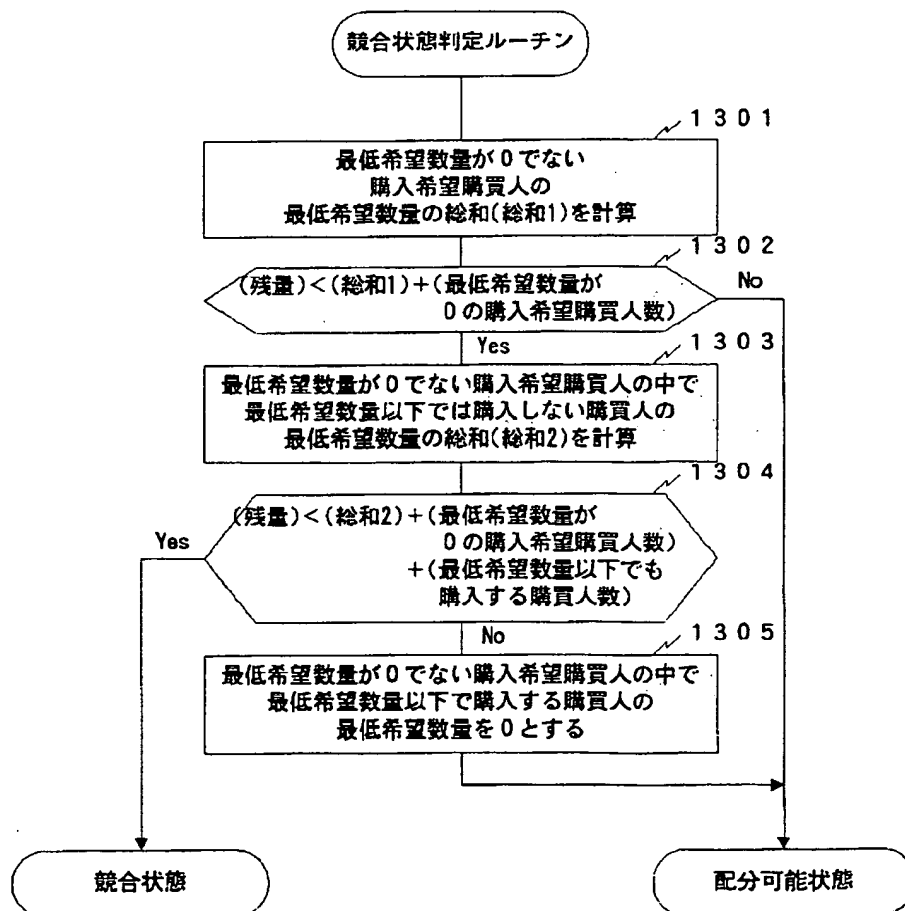 競合状態判定ルーチン
1301
最低希望数量が0でない
購入希望購買人の
最低希望数量の総和(総和1)を計算
1302
(残量)<(総和1)+(最低希望数量が
0の購入希望購買人数)
No
Yes
1303
最低希望数量が0でない購入希望購買人の中で
最低希望数量以下では購入しない購買人の
最低希望数量の総和(総和2)を計算
1304
(残量)<(総和2)+(最低希望数量が
0の購入希望購買人数)
+(最低希望数量以下でも
購入する購買人数)
Yes
No
1305
最低希望数量が0でない購入希望購買人の中で
最低希望数量以下で購入する購買人の
最低希望数量を0とする
競合状態
配分可能状態